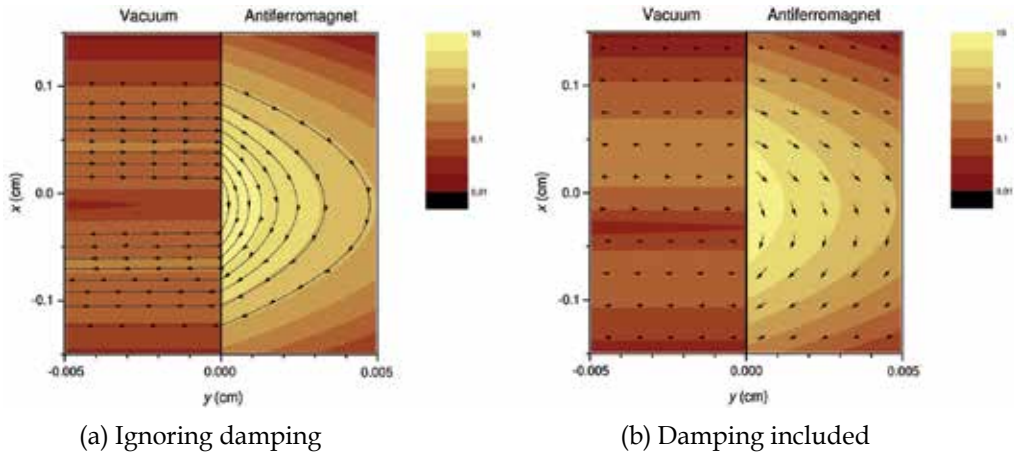 Vacuum Antiferromagnet
10
1
0.1
0.01
0.1
0.0
-0.1
x (cm)
-0.005 0.000 0.005
y (cm)
(a) Ignoring damping
Vacuum Antiferromagnet
10
1
0.1
0.01
0.1
0.0
-0.1
x (cm)
-0.005 0.000 0.005
y (cm)
(b) Damping included